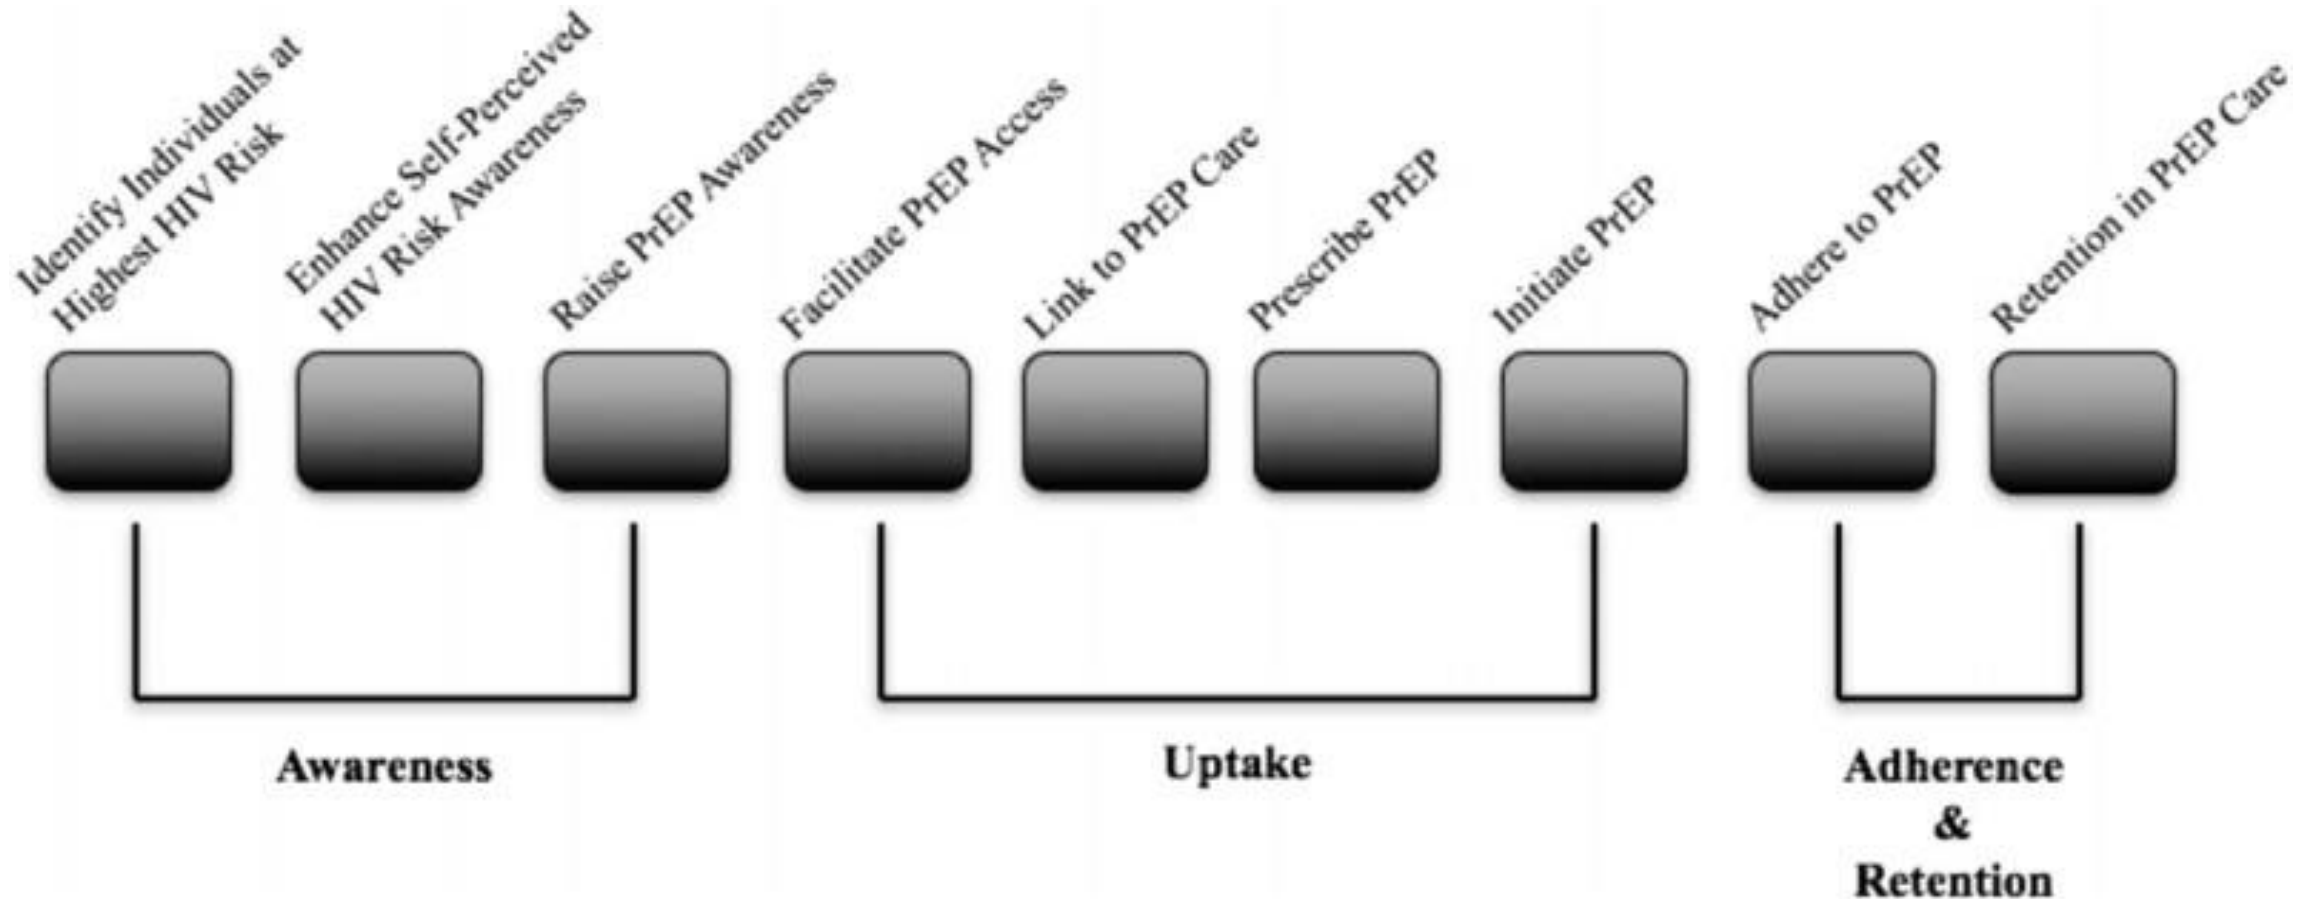 Identify Individuals at
Highest HIV Risk
Enhance Self-Perceived
HIV Risk Awareness
Raise PrEP Awareness
Facilitate PrEP Access
Link to PrEP Care
Prescribe PrEP
Initiate PrEP
Adhere to PrEP
Retention in PrEP Care
Awareness
Uptake
Adherence
&
Retention